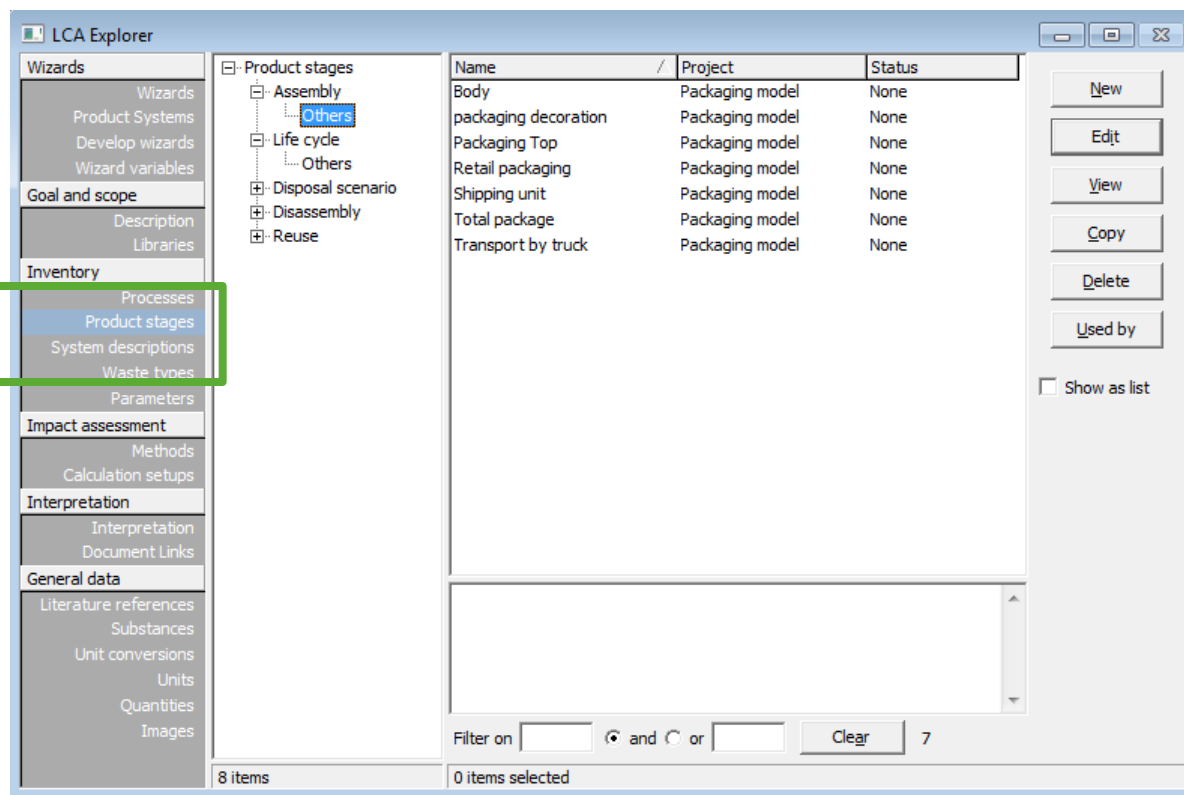 LCA Explorer
Wizards
Wizards
Product Systems
Develop wizards
Wizard variables
Goal and scope
Description
Libraries
Inventory
Processes
Product stages
System descriptions
Waste types
Parameters
Impact assessment
Methods
Calculation setups
Interpretation
Interpretation
Document Links
General data
Literature references
Substances
Unit conversions
Units
Quantities
Images
Product stages
Assembly
Others
Life cycle
Others
Disposal scenario
Disassembly
Reuse
8 items
Name / Project Status
Body Packaging model None
packaging decoration Packaging model None
Packaging Top Packaging model None
Retail packaging Packaging model None
Shipping unit Packaging model None
Total package Packaging model None
Transport by truck Packaging model None
Filter on and or Clear 7
0 items selected
New
Edit
View
Copy
Delete
Used by
Show as list